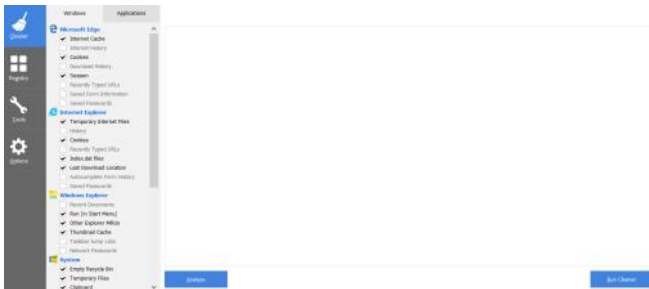 Windows Applications
Cleaner
Registry
Tools
Options
Microsoft Edge
Internet Cache
Internet History
Cookies
Download History
Session
Recently Typed URLs
Saved Form Information
Saved Passwords
Internet Explorer
Temporary Internet Files
History
Cookies
Recently Typed URLs
Index.dat files
Last Download Location
Autocomplete Form History
Saved Passwords
Windows Explorer
Recent Documents
Run (in Start Menu)
Other Explorer MRUs
Thumbnail Cache
Taskbar Jump Lists
Network Passwords
System
Empty Recycle Bin
Temporary Files
Clipboard
Analyze
Run Cleaner